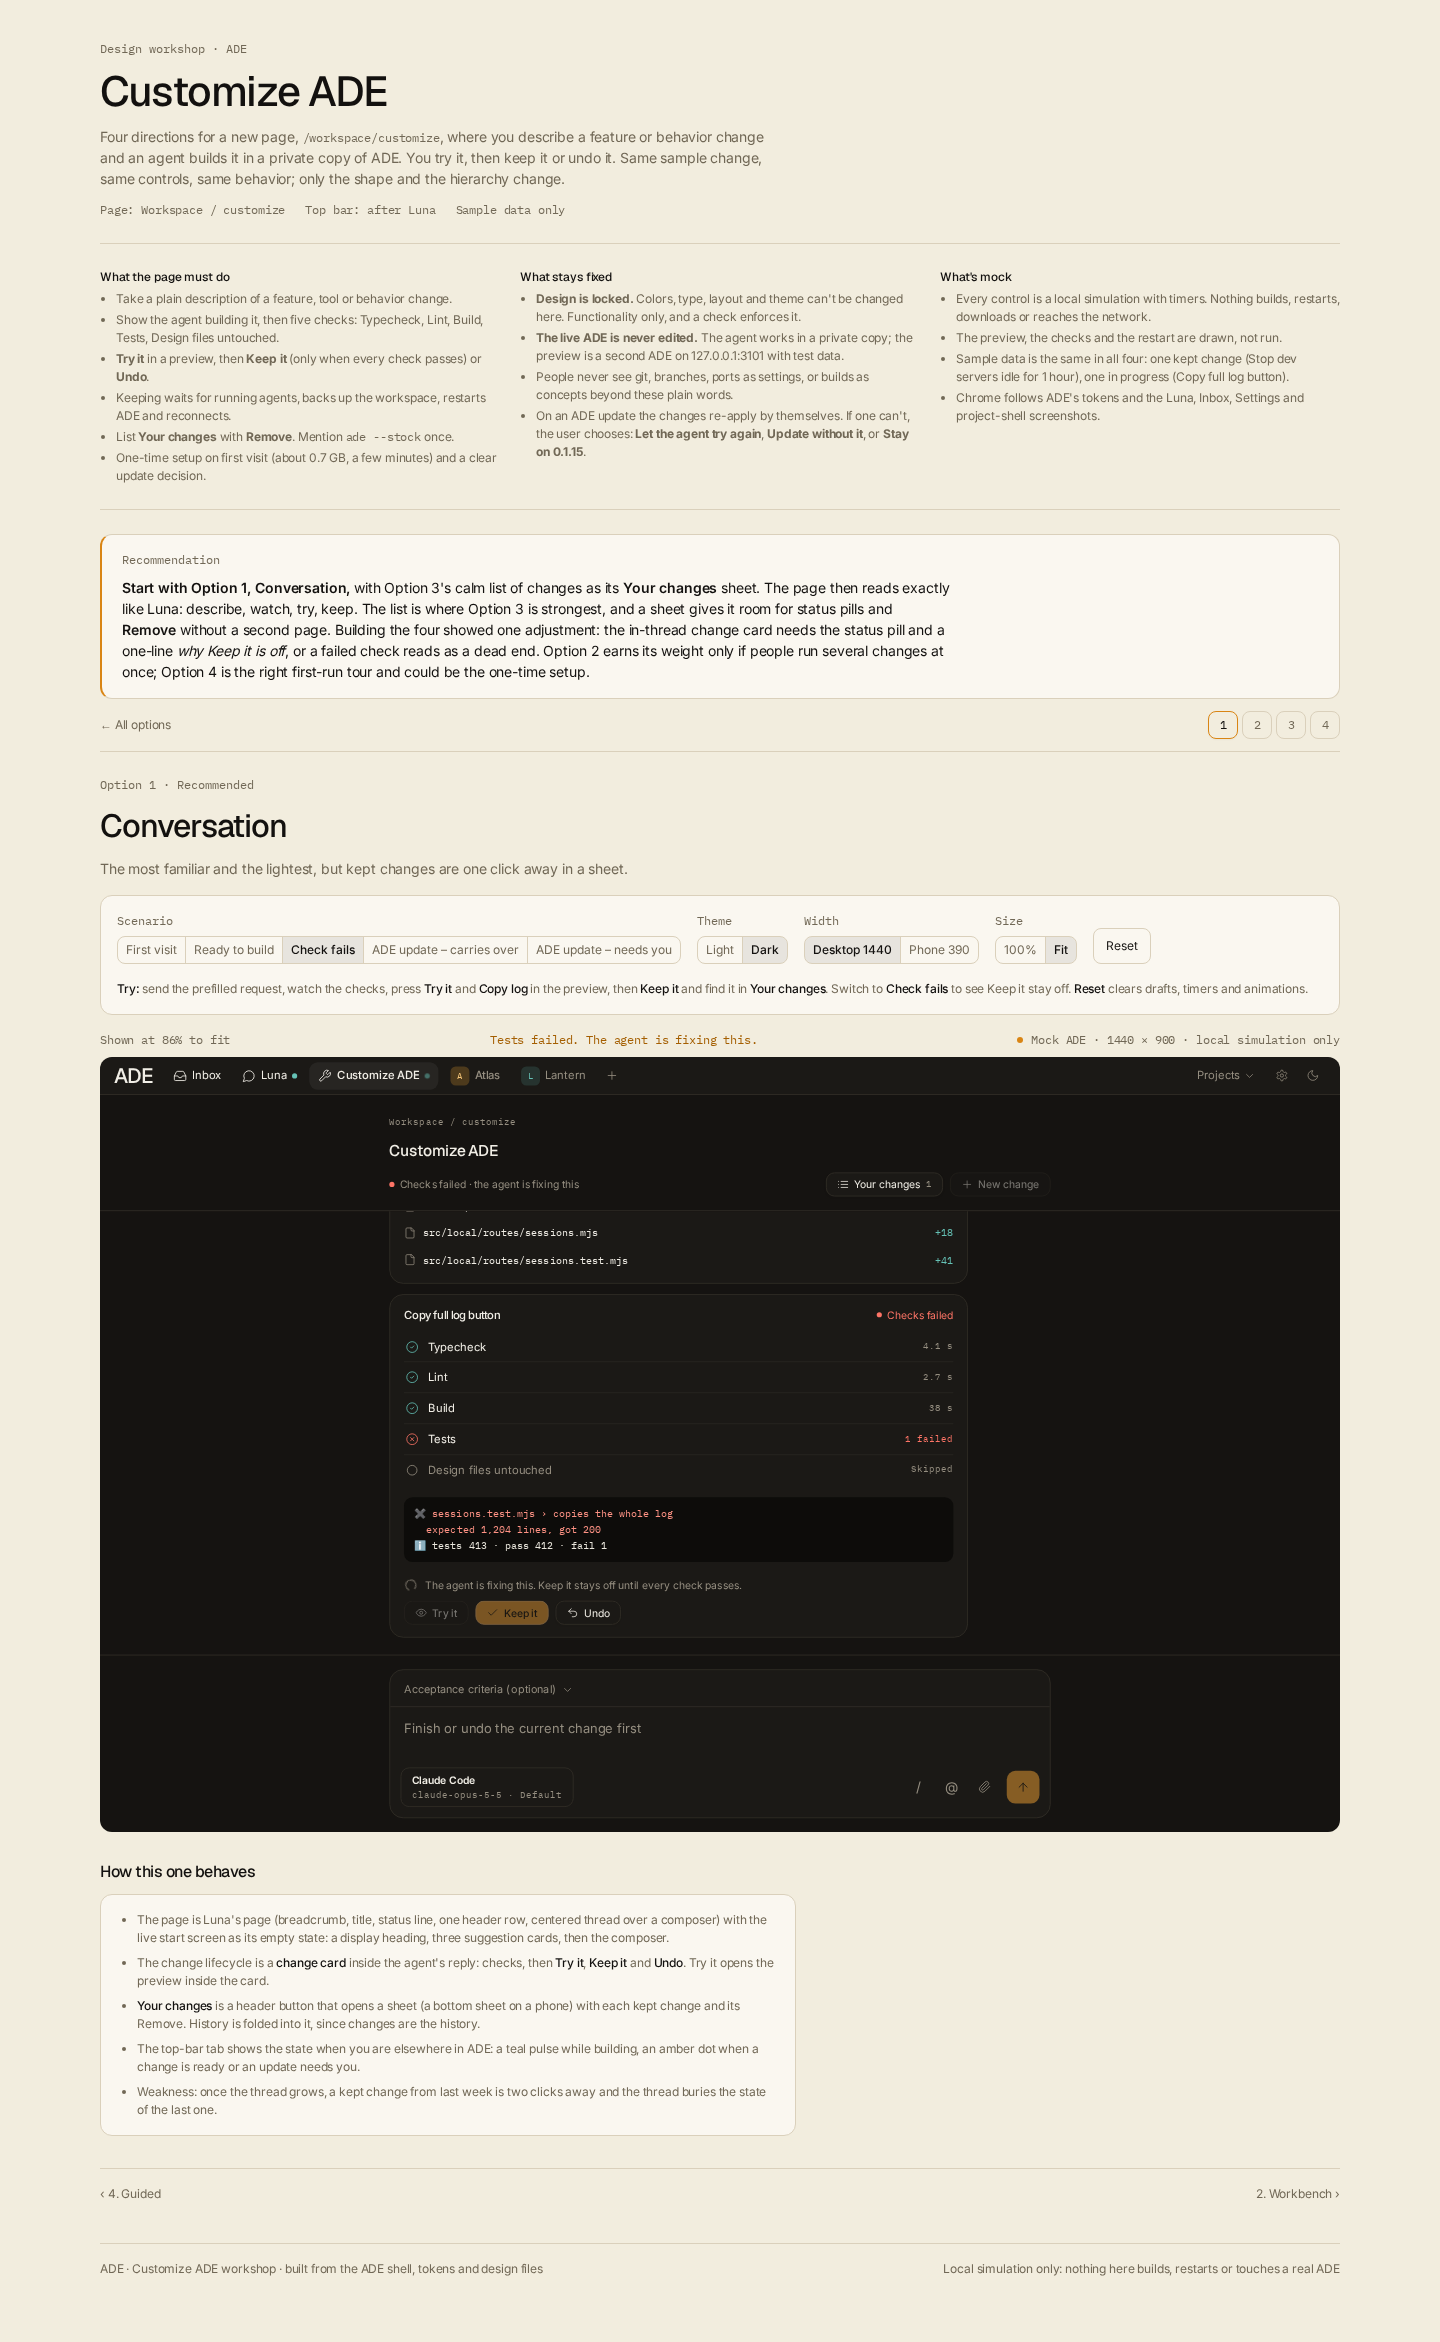 Design workshop · ADE
Customize ADE
Four directions for a new page, /workspace/customize, where you describe a feature or behavior change
and an agent builds it in a private copy of ADE. You try it, then keep it or undo it. Same sample change,
same controls, same behavior; only the shape and the hierarchy change.
Page: Workspace / customize Top bar: after Luna Sample data only
What the page must do
• Take a plain description of a feature, tool or behavior change.
• Show the agent building it, then five checks: Typecheck, Lint, Build,
Tests, Design files untouched.
• Try it in a preview, then Keep it (only when every check passes) or
Undo.
• Keeping waits for running agents, backs up the workspace, restarts
ADE and reconnects.
• List Your changes with Remove. Mention ade --stock once.
• One-time setup on first visit (about 0.7 GB, a few minutes) and a clear
update decision.
What stays fixed
• Design is locked. Colors, type, layout and theme can't be changed
here. Functionality only, and a check enforces it.
• The live ADE is never edited. The agent works in a private copy; the
preview is a second ADE on 127.0.0.1:3101 with test data.
• People never see git, branches, ports as settings, or builds as
concepts beyond these plain words.
• On an ADE update the changes re-apply by themselves. If one can't,
the user chooses: Let the agent try again, Update without it, or Stay
on 0.1.15.
What's mock
• Every control is a local simulation with timers. Nothing builds, restarts,
downloads or reaches the network.
• The preview, the checks and the restart are drawn, not run.
• Sample data is the same in all four: one kept change (Stop dev
servers idle for 1 hour), one in progress (Copy full log button).
• Chrome follows ADE's tokens and the Luna, Inbox, Settings and
project-shell screenshots.
Recommendation
Start with Option 1, Conversation, with Option 3's calm list of changes as its Your changes sheet. The page then reads exactly
like Luna: describe, watch, try, keep. The list is where Option 3 is strongest, and a sheet gives it room for status pills and
Remove without a second page. Building the four showed one adjustment: the in-thread change card needs the status pill and a
one-line why Keep it is off, or a failed check reads as a dead end. Option 2 earns its weight only if people run several changes at
once; Option 4 is the right first-run tour and could be the one-time setup.
← All options
1 2 3 4
Option 1 · Recommended
Conversation
The most familiar and the lightest, but kept changes are one click away in a sheet.
Scenario Theme Width Size
First visit Ready to build Check fails ADE update – carries over ADE update – needs you Light Dark Desktop 1440 Phone 390 100% Fit Reset
Try: send the prefilled request, watch the checks, press Try it and Copy log in the preview, then Keep it and find it in Your changes. Switch to Check fails to see Keep it stay off. Reset clears drafts, timers and animations.
Shown at 86% to fit Tests failed. The agent is fixing this. Mock ADE · 1440 × 900 · local simulation only
ADE Inbox Luna Customize ADE A Atlas L Lantern + Projects
Workspace / customize
Customize ADE
Checks failed · the agent is fixing this Your changes 1 + New change
src/local/routes/sessions.mjs +18
src/local/routes/sessions.test.mjs +41
Copy full log button Checks failed
Typecheck 4.1 s
Lint 2.7 s
Build 38 s
Tests 1 failed
Design files untouched Skipped
✖ sessions.test.mjs › copies the whole log
expected 1,204 lines, got 200
ℹ tests 413 · pass 412 · fail 1
The agent is fixing this. Keep it stays off until every check passes.
Try it Keep it Undo
Acceptance criteria (optional)
Finish or undo the current change first
Claude Code
claude-opus-5-5 · Default
/ @
How this one behaves
• The page is Luna's page (breadcrumb, title, status line, one header row, centered thread over a composer) with the
live start screen as its empty state: a display heading, three suggestion cards, then the composer.
• The change lifecycle is a change card inside the agent's reply: checks, then Try it, Keep it and Undo. Try it opens the
preview inside the card.
• Your changes is a header button that opens a sheet (a bottom sheet on a phone) with each kept change and its
Remove. History is folded into it, since changes are the history.
• The top-bar tab shows the state when you are elsewhere in ADE: a teal pulse while building, an amber dot when a
change is ready or an update needs you.
• Weakness: once the thread grows, a kept change from last week is two clicks away and the thread buries the state
of the last one.
‹ 4. Guided
2. Workbench ›
ADE · Customize ADE workshop · built from the ADE shell, tokens and design files
Local simulation only: nothing here builds, restarts or touches a real ADE